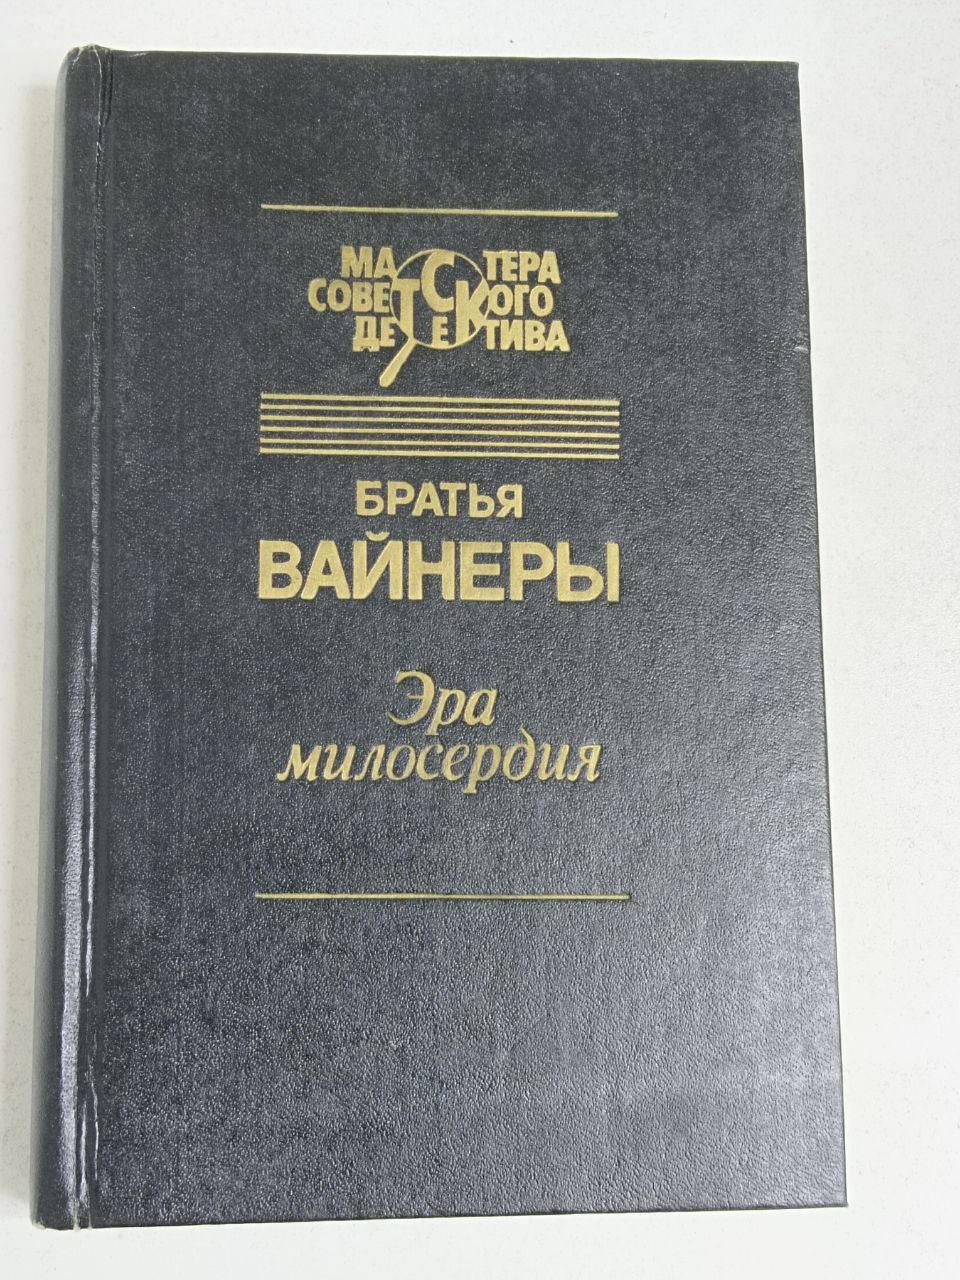 МАСТЕРА
СОВЕТСКОГО
ДЕТЕКТИВА
БРАТЬЯ
ВАЙНЕРЫ
Эра
милосердия